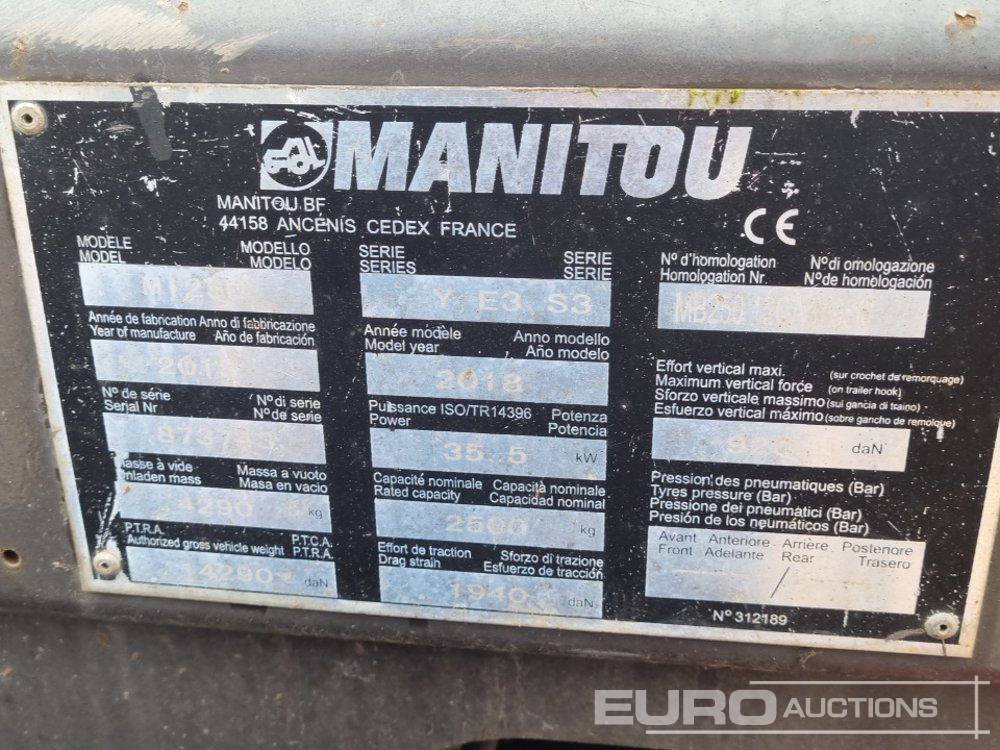 MANITOU
MANITOU BF
44158 ANCENIS CEDEX FRANCE
CE
MODELE MODELLO
MODEL MODELO
Année de fabrication Anno di fabbricazione
Year of manufacture Año de fabricación
N° de série N° di serie
Serial Nr N° de serie
Masse à vide Massa a vuoto
Unladen mass Masa en vacio
4290 kg
P.T.R.A. P.T.C.A.
Authorized gross vehicle weight P.T.R.A.
14290 daN
SERIE SERIE
SERIES SERIE
Y E3 S3
Année modèle Anno modello
Model year Año modelo
2018
Puissance ISO/TR14396 Potenza
Power Potencia
35 5 kW
Capacité nominale Capacità nominale
Rated capacity Capacidad nominal
2500 kg
Effort de traction Sforzo di trazione
Drag strain Esfuerzo de tracción
1940 daN
N° d'homologation N° di omologazione
Homologation Nr. N° de homblogación
Effort vertical maxi. (sur crochet de remorquage)
Maximum vertical force (on trailer hook)
Sforzo verticale massimo (sul gancia di traino)
Esfuerzo vertical máximo (sobre gancho de remolque)
daN
Pression des pneumatiques (Bar)
Tyres pressure (Bar)
Pressione dei pneumatici (Bar)
Presión de los neumáticos (Bar)
Avant Anteriore Arrière Posteriore
Front Adelante Rear Trasero
/
N° 312189
EURO AUCTIONS